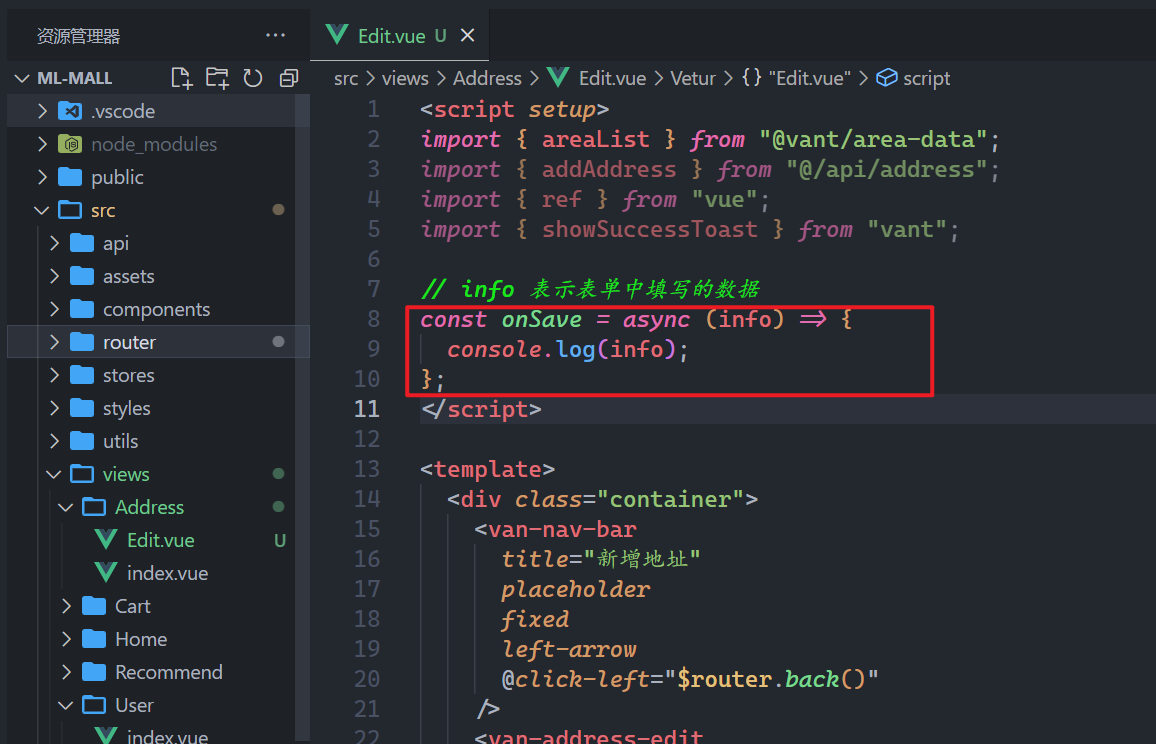 资源管理器 ···
ML-MALL
.vscode
node_modules
public
src
api
assets
components
router
stores
styles
utils
views
Address
Edit.vue U
index.vue
Cart
Home
Recommend
User
index.vue
Edit.vue U
src > views > Address > Edit.vue > Vetur > {} "Edit.vue" > script
1 <script setup>
2 import { areaList } from "@vant/area-data";
3 import { addAddress } from "@/api/address";
4 import { ref } from "vue";
5 import { showSuccessToast } from "vant";
6
7 // info 表示表单中填写的数据
8 const onSave = async (info) => {
9 console.log(info);
10 };
11 </script>
12
13 <template>
14 <div class="container">
15 <van-nav-bar
16 title="新增地址"
17 placeholder
18 fixed
19 left-arrow
20 @click-left="$router.back()"
21 />
22 <van-address-edit